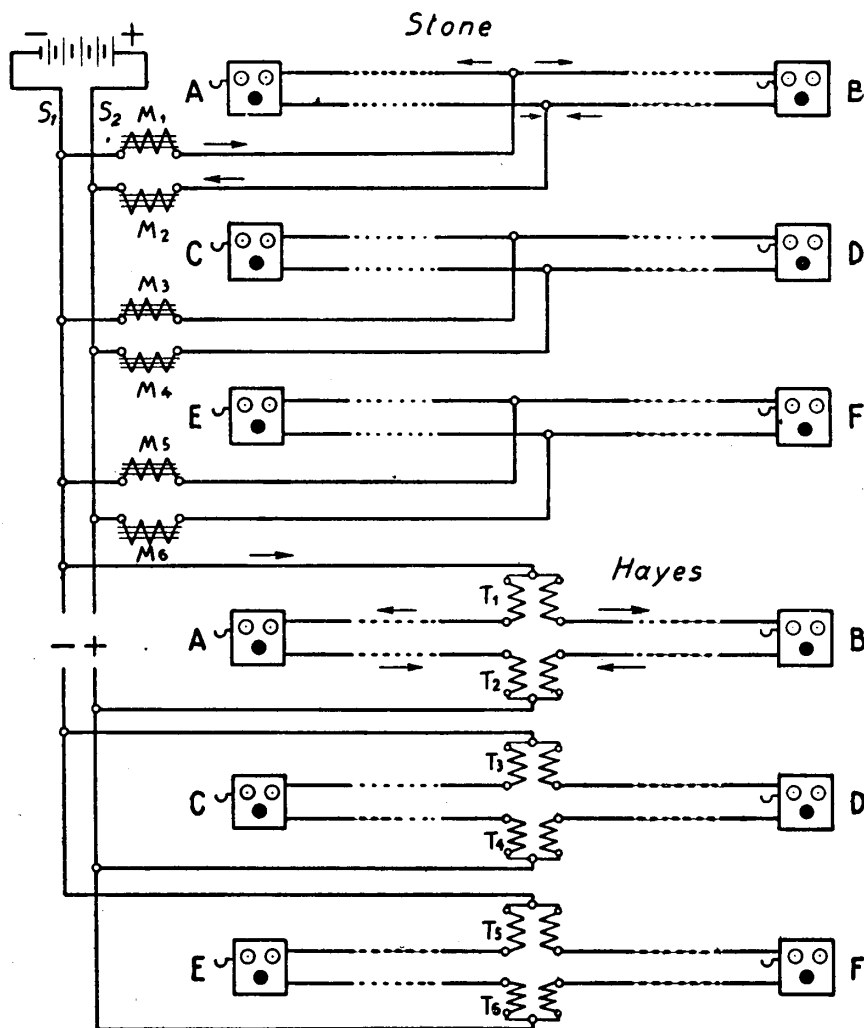 Stone
− +
A B
S1 S2 M1
M2
C D
M3
M4
E F
M5
M6
Hayes
T1
A B
− +
T2
T3
C D
T4
T5
E F
T6